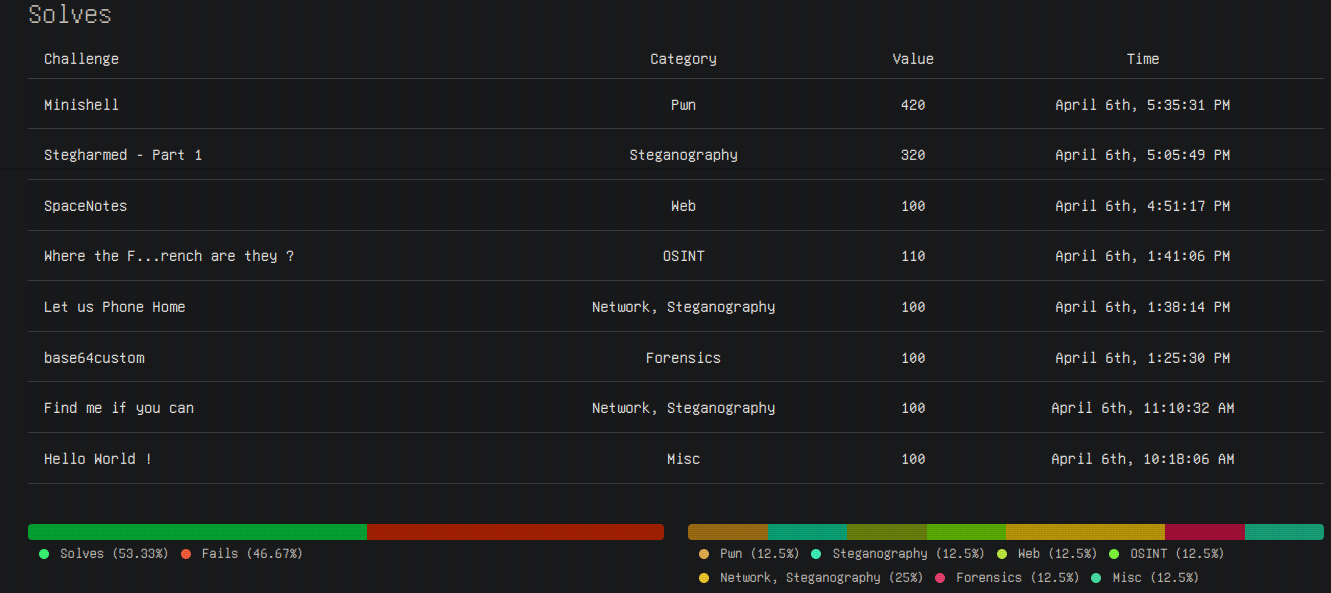 Solves
Challenge Category Value Time
Minishell Pwn 420 April 6th, 5:35:31 PM
Stegharmed - Part 1 Steganography 320 April 6th, 5:05:49 PM
SpaceNotes Web 100 April 6th, 4:51:17 PM
Where the F...rench are they ? OSINT 110 April 6th, 1:41:06 PM
Let us Phone Home Network, Steganography 100 April 6th, 1:38:14 PM
base64custom Forensics 100 April 6th, 1:25:30 PM
Find me if you can Network, Steganography 100 April 6th, 11:10:32 AM
Hello World ! Misc 100 April 6th, 10:18:06 AM
Solves (53.33%) Fails (46.67%) Pwn (12.5%) Steganography (12.5%) Web (12.5%) OSINT (12.5%)
Network, Steganography (25%) Forensics (12.5%) Misc (12.5%)